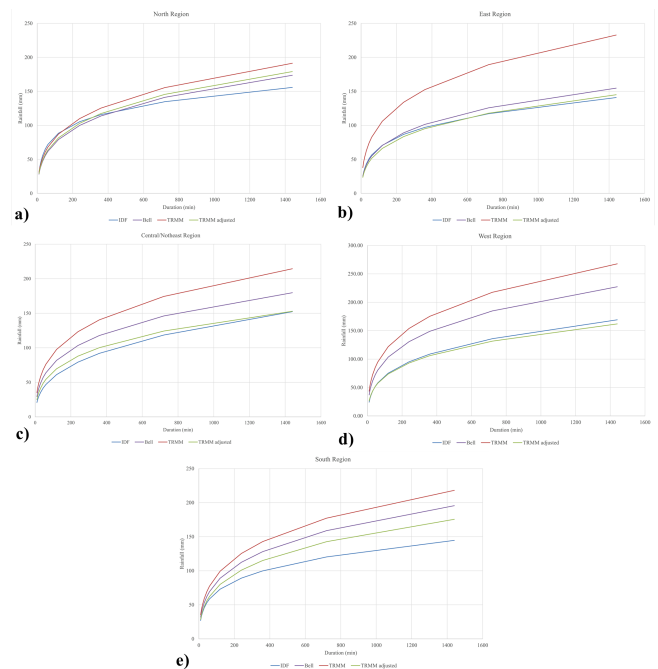 North Region
250
200
150
100
50
0
Rainfall (mm)
0 200 400 600 800 1000 1200 1400 1600
Duration (min)
IDF Bell TRMM TRMM adjusted
a)
East Region
250
200
150
100
50
0
Rainfall (mm)
0 200 400 600 800 1000 1200 1400 1600
Duration (min)
IDF Bell TRMM TRMM adjusted
b)
Central/Notheast Region
250
200
150
100
50
0
Rainfall (mm)
0 200 400 600 800 1000 1200 1400 1600
Duration (min)
IDF Bell TRMM TRMM adjusted
c)
West Region
300.00
250.00
200.00
150.00
100.00
50.00
0.00
Rainfall (mm)
0 200 400 600 800 1000 1200 1400 1600
Duration (min)
IDF Bell TRMM TRMM adjusted
d)
South Region
250
200
150
100
50
0
Rainfall (mm)
0 200 400 600 800 1000 1200 1400 1600
Duration (min)
IDF Bell TRMM TRMM adjusted
e)